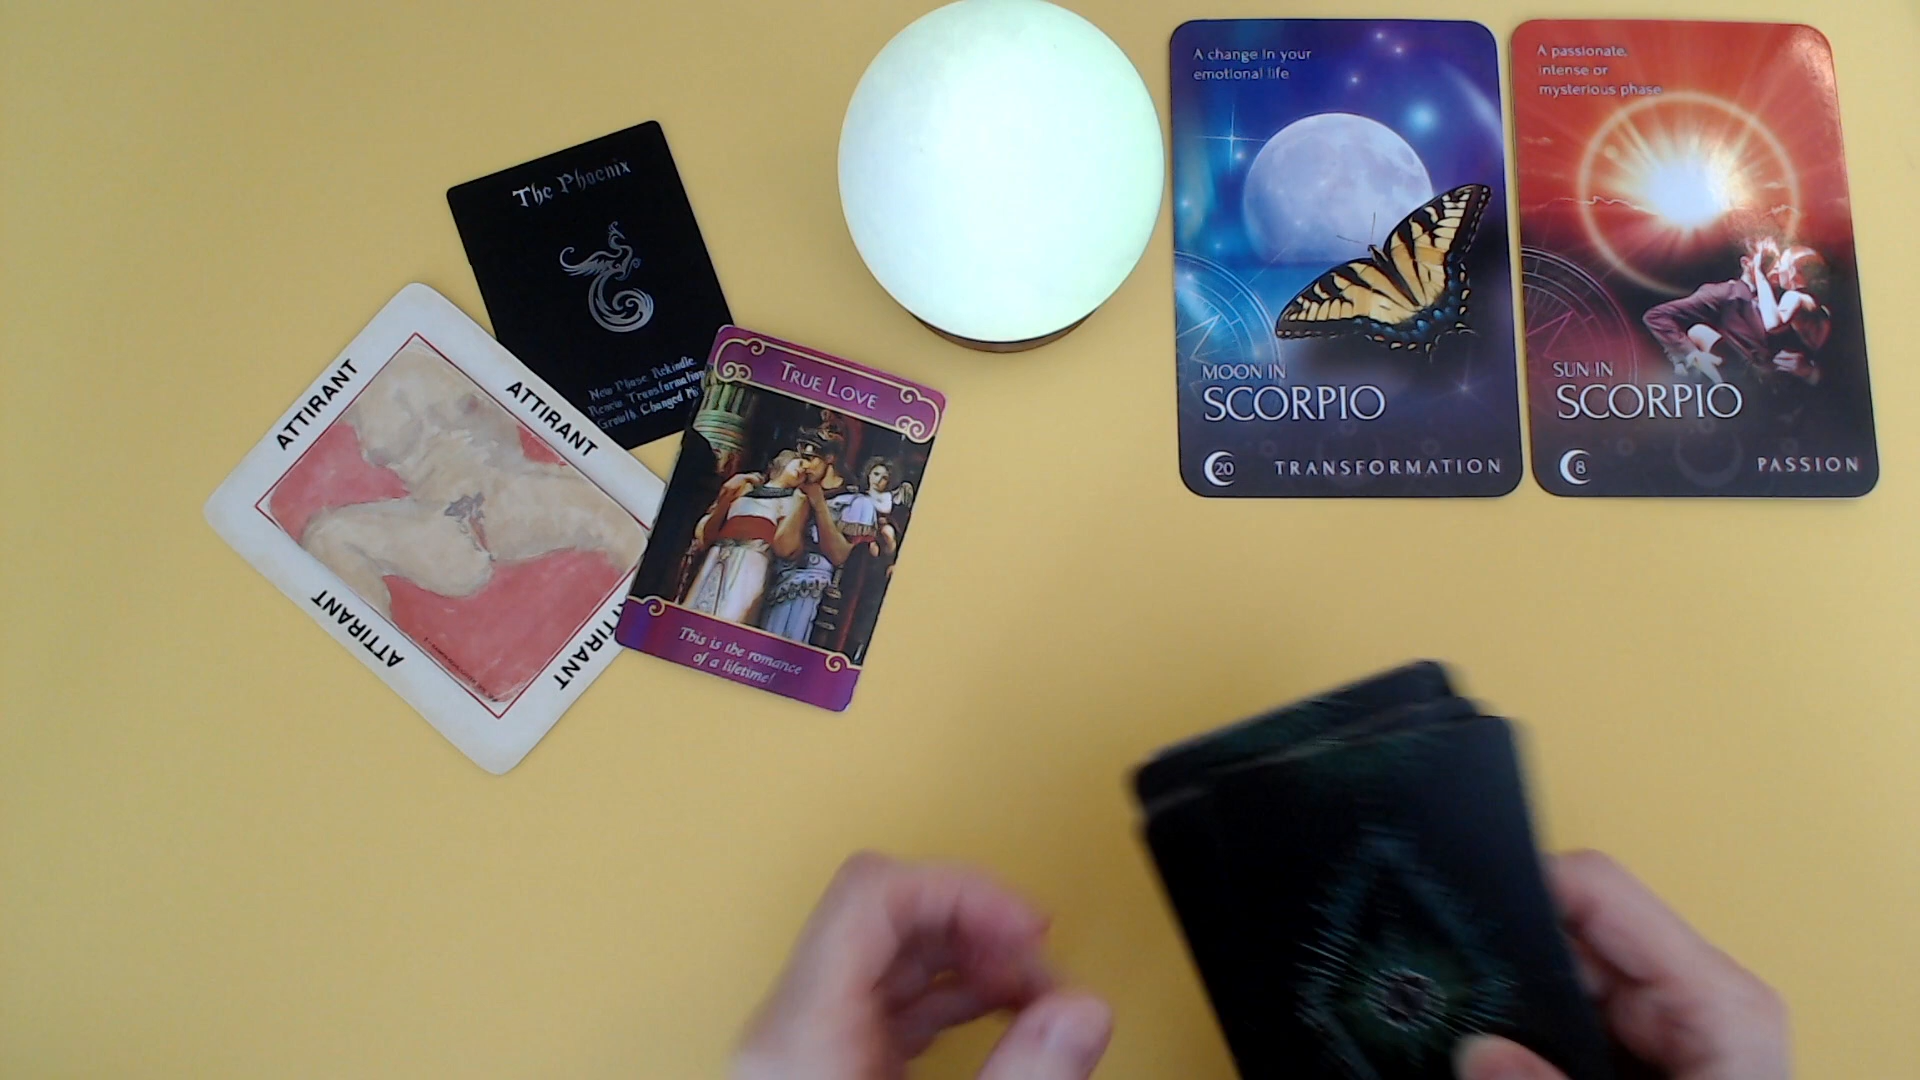 The Phoenix
New Phase, Rekindle,
Renew, Transformation
Growth, Changed
ATTIRANT
ATTIRANT
ATTIRANT
ATTIRANT
TRUE LOVE
This is the romance
of a lifetime!
A change in your
emotional life
MOON IN
SCORPIO
20 TRANSFORMATION
A passionate,
intense or
mysterious phase
SUN IN
SCORPIO
8 PASSION